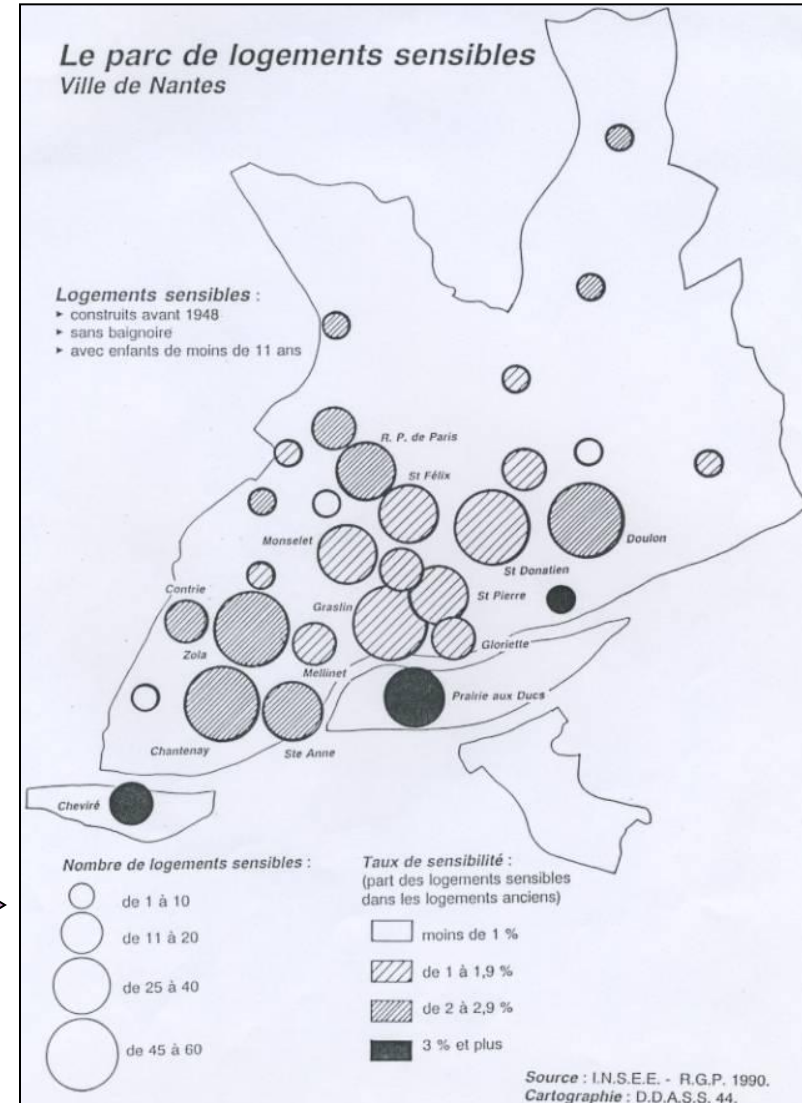 Le parc de logements sensibles
Ville de Nantes
Logements sensibles :
▸ construits avant 1948
▸ sans baignoire
▸ avec enfants de moins de 11 ans
R. P. de Paris
St Félix
Monselet
Doulon
St Donatien
Contrie
St Pierre
Graslin
Gloriette
Zola
Mellinet
Prairie aux Ducs
Chantenay
Ste Anne
Cheviré
Nombre de logements sensibles :
de 1 à 10
de 11 à 20
de 25 à 40
de 45 à 60
Taux de sensibilité :
(part des logements sensibles
dans les logements anciens)
moins de 1 %
de 1 à 1,9 %
de 2 à 2,9 %
3 % et plus
Source : I.N.S.E.E. - R.G.P. 1990.
Cartographie : D.D.A.S.S. 44.